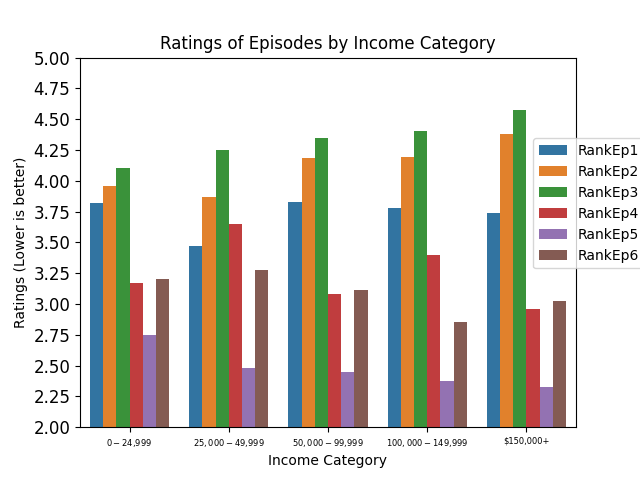 Ratings of Episodes by Income Category
Ratings (Lower is better)
5.00
4.75
4.50
4.25
4.00
3.75
3.50
3.25
3.00
2.75
2.50
2.25
2.00
RankEp1
RankEp2
RankEp3
RankEp4
RankEp5
RankEp6
0 - 24,999
25,000 - 49,999
50,000 - 99,999
100,000 - 149,999
$150,000+
Income Category